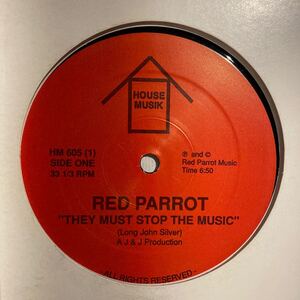 HOUSE
MUSIK
HM 605 (1)
SIDE ONE
33 1/3 RPM
℗ and ©
Red Parrot Music
Time 6:50
RED PARROT
"THEY MUST STOP THE MUSIC"
(Long John Silver)
A J & J Production
-ALL RIGHTS RESERVED-